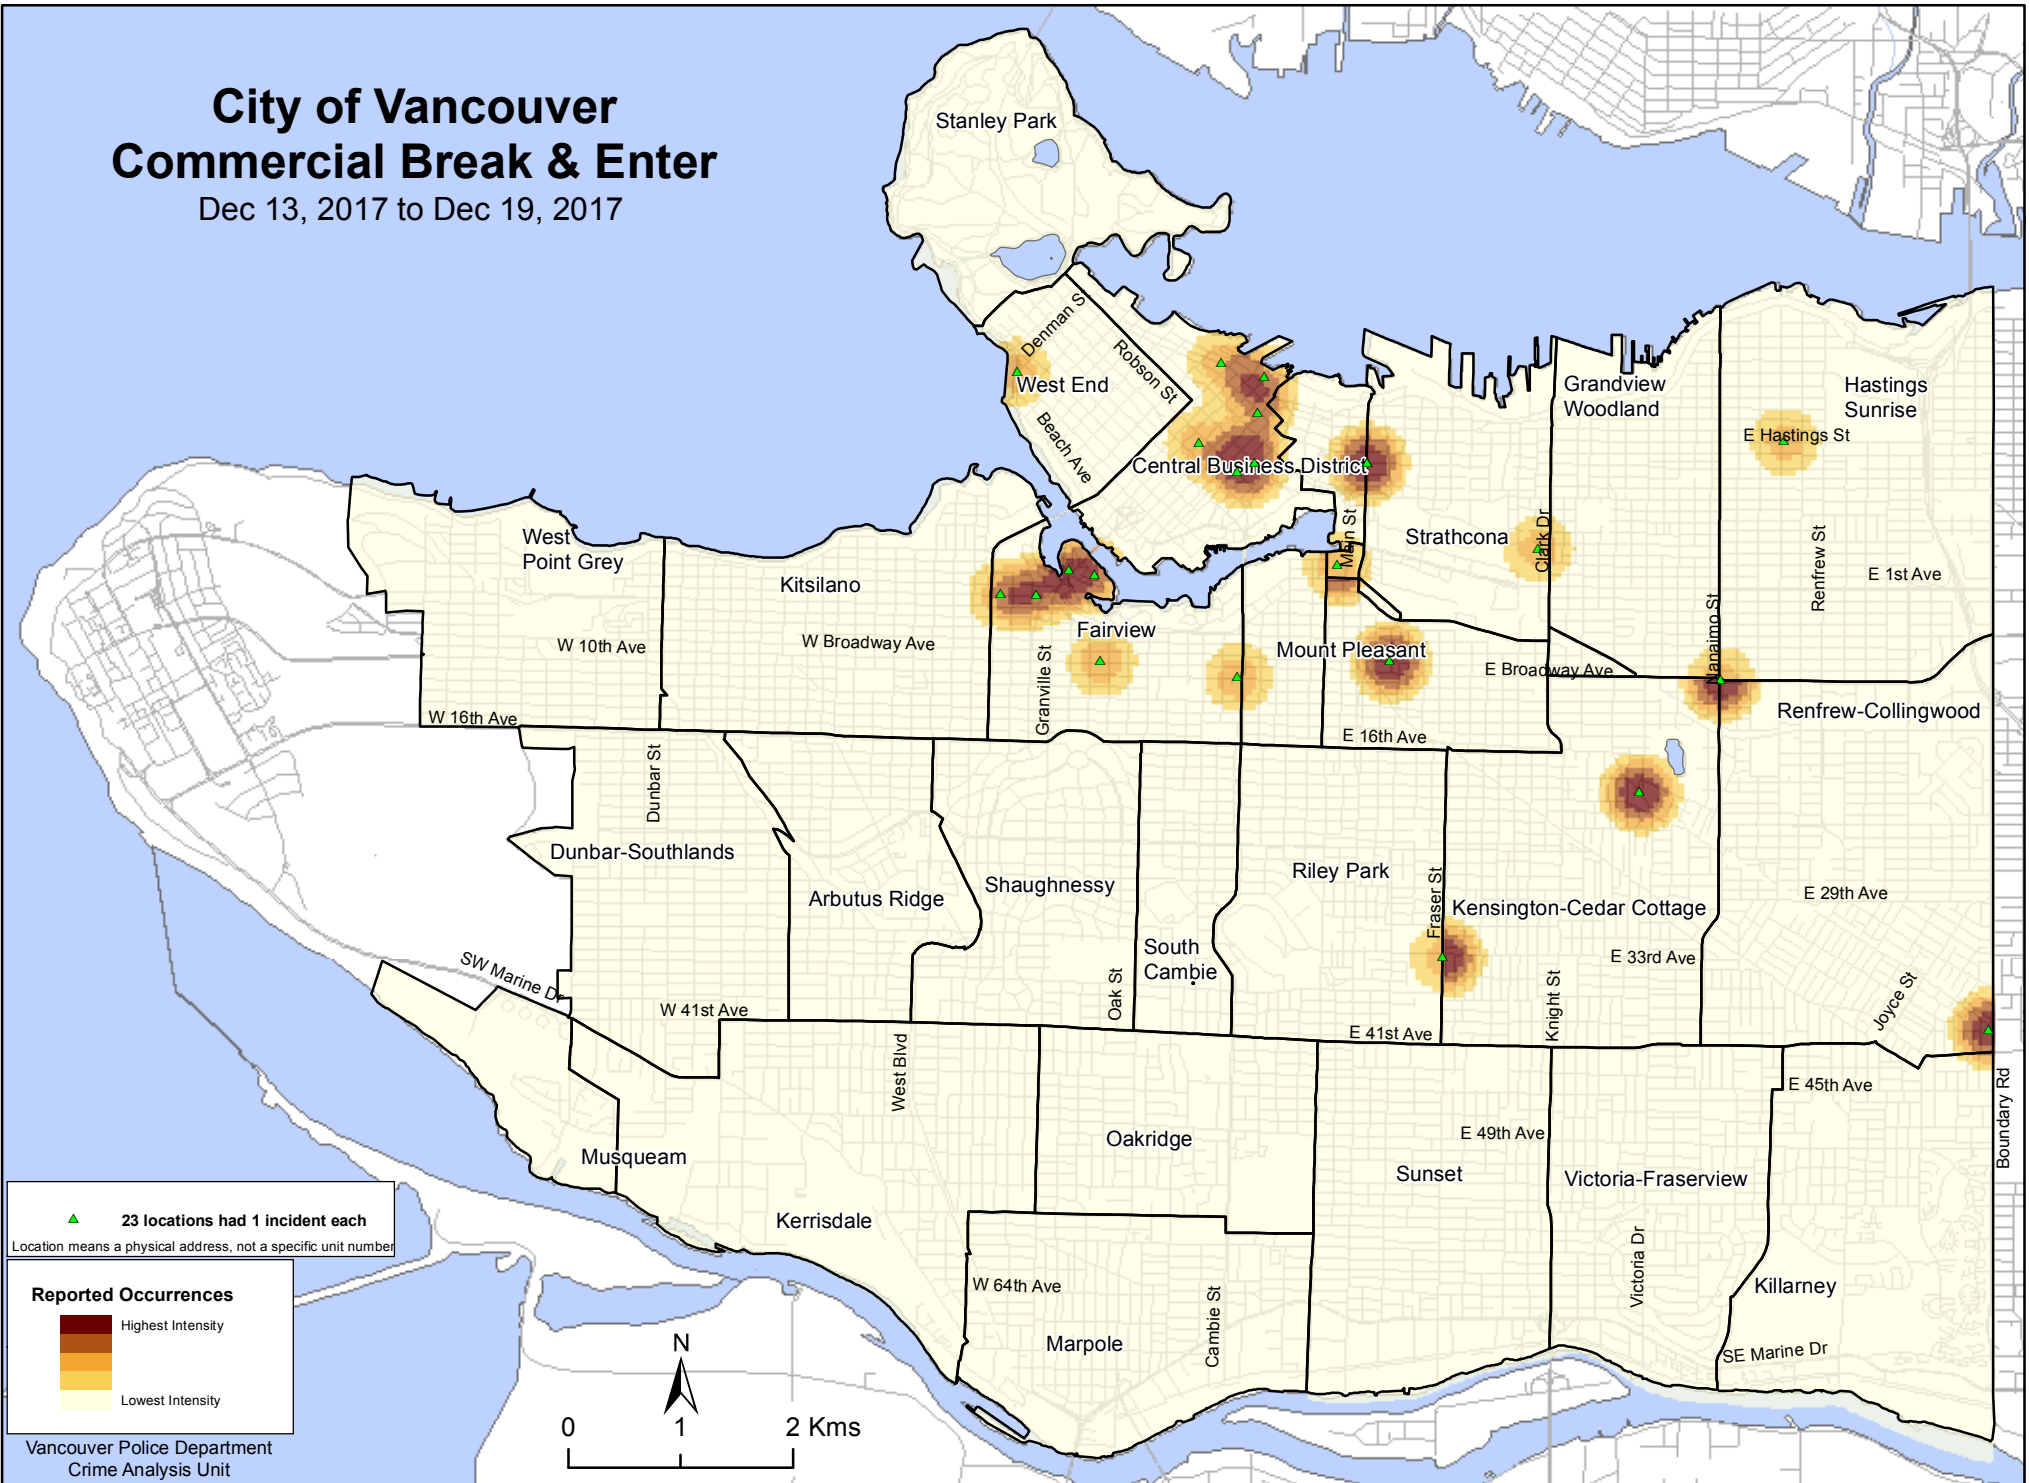 City of Vancouver
Commercial Break & Enter
Dec 13, 2017 to Dec 19, 2017
Stanley Park
Denman S
Robson St
West End
Beach Ave
Central Business District
Grandview
Woodland
Hastings
Sunrise
E Hastings St
Main St
Strathcona
Clark Dr
Renfrew St
E 1st Ave
Nanaimo St
West
Point Grey
Kitsilano
W 10th Ave
W Broadway Ave
Fairview
Granville St
Mount Pleasant
E Broadway Ave
W 16th Ave
E 16th Ave
Renfrew-Collingwood
Dunbar St
Dunbar-Southlands
Arbutus Ridge
Shaughnessy
South
Cambie
Oak St
Riley Park
Fraser St
Kensington-Cedar Cottage
E 29th Ave
E 33rd Ave
Knight St
Joyce St
SW Marine Dr
W 41st Ave
E 41st Ave
West Blvd
E 45th Ave
Boundary Rd
Oakridge
E 49th Ave
Sunset
Victoria-Fraserview
Musqueam
Kerrisdale
Victoria Dr
Killarney
W 64th Ave
Marpole
Cambie St
SE Marine Dr
23 locations had 1 incident each
Location means a physical address, not a specific unit number
Reported Occurrences
Highest Intensity
Lowest Intensity
Vancouver Police Department
Crime Analysis Unit
N
0 1 2 Kms